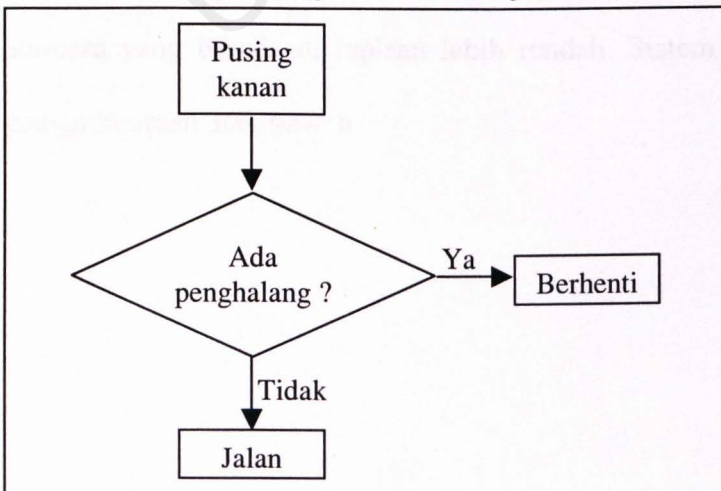 Pusing
kanan
Ada
penghalang ?
Ya
Berhenti
Tidak
Jalan